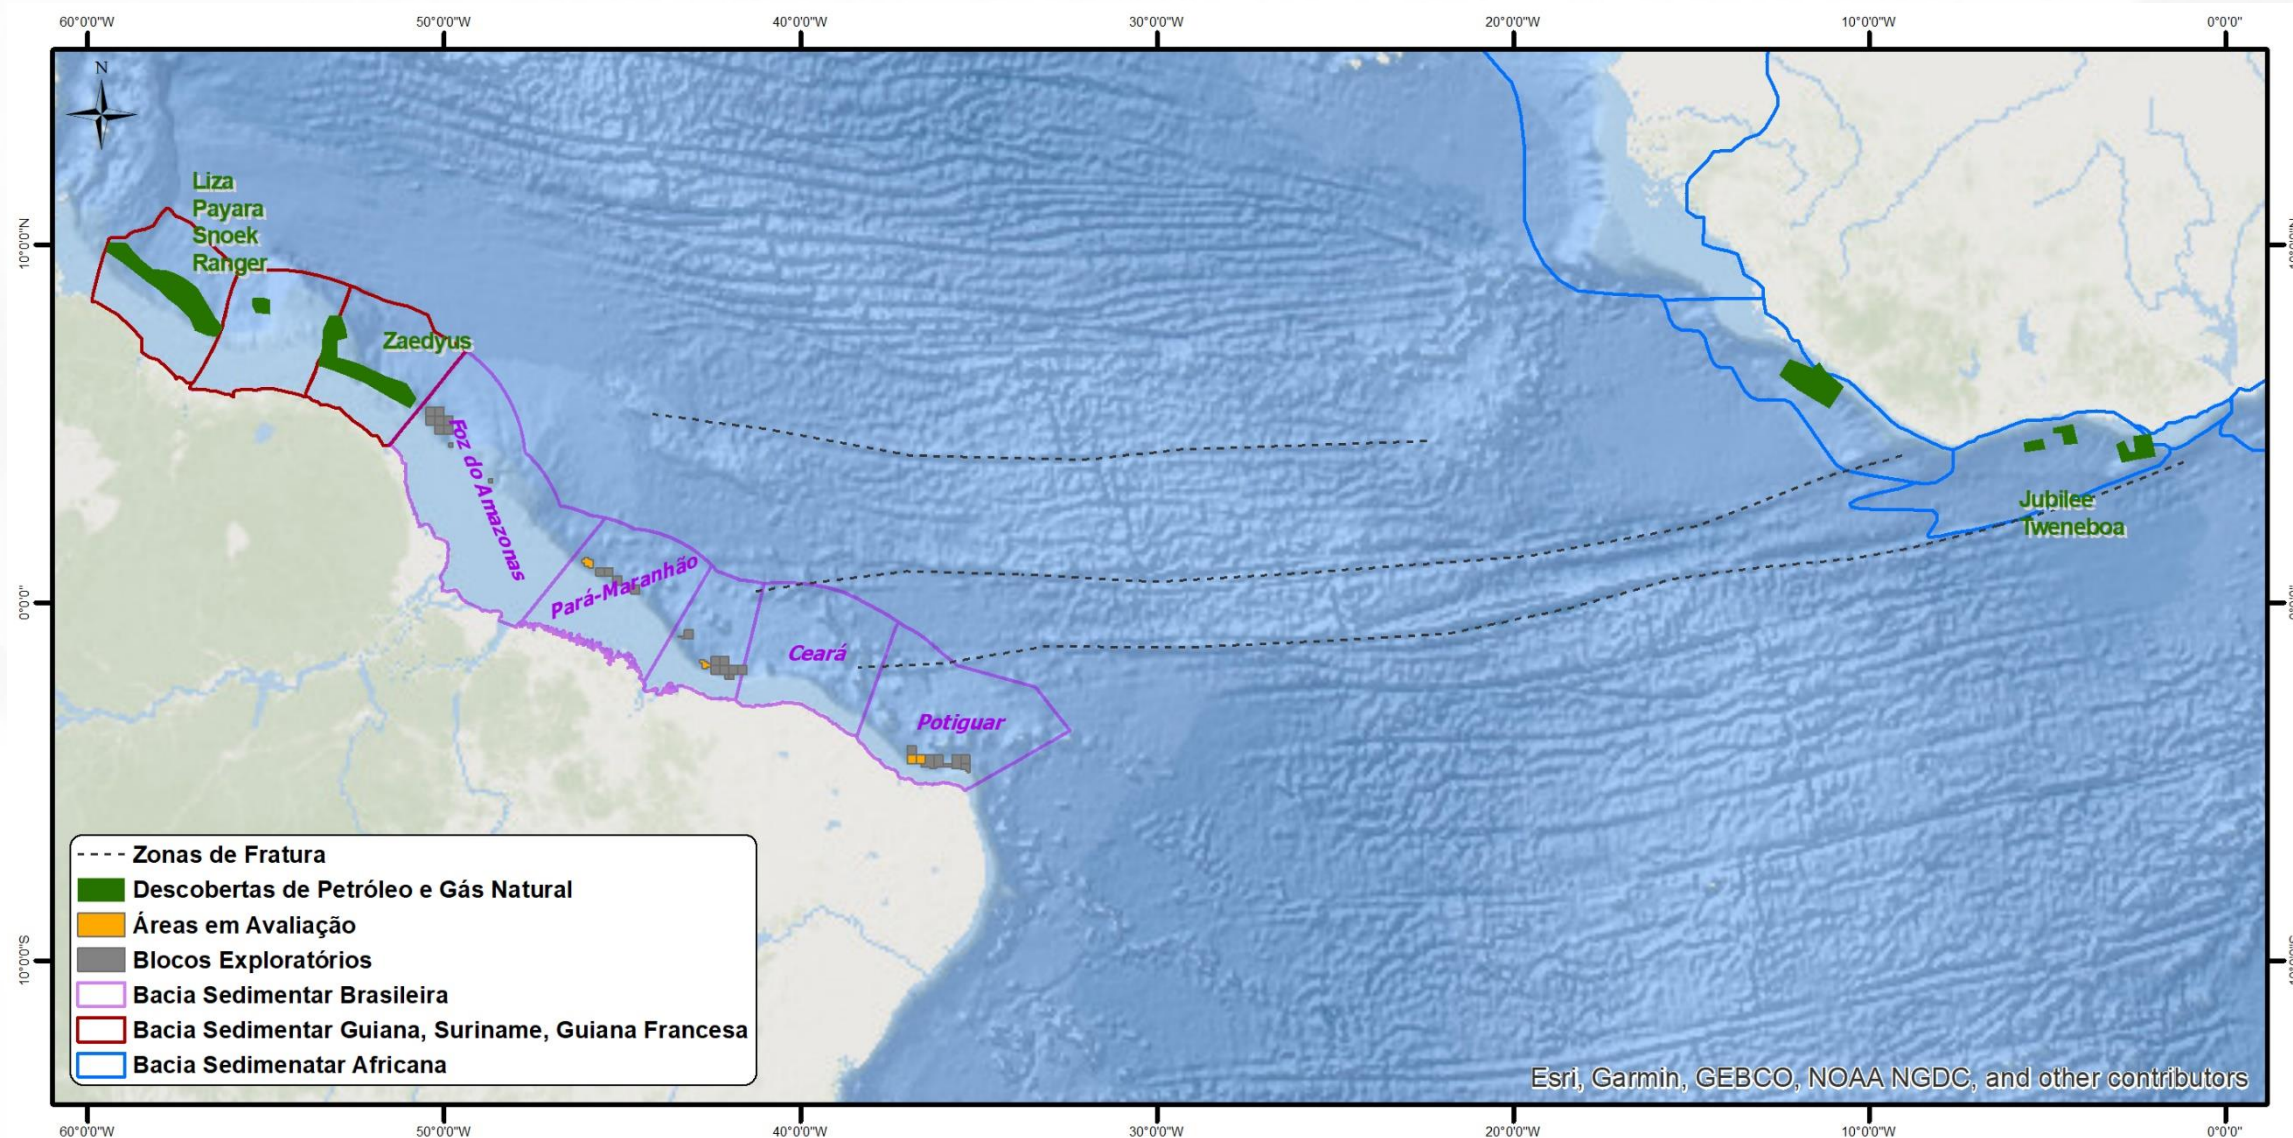 60°0'0"W 50°0'0"W 40°0'0"W 30°0'0"W 20°0'0"W 10°0'0"W 0°0'0"
N
Liza
Payara
Snoek
Ranger
10°0'0"N
Zaedyus
Foz do Amazonas
Jubilee
Tweneboa
Pará-Maranhão
0°0'0"
Ceará
Potiguar
Zonas de Fratura
Descobertas de Petróleo e Gás Natural
Áreas em Avaliação
Blocos Exploratórios
10°0'0"S
Bacia Sedimentar Brasileira
Bacia Sedimentar Guiana, Suriname, Guiana Francesa
Bacia Sedimenatar Africana
Esri, Garmin, GEBCO, NOAA NGDC, and other contributors
60°0'0"W 50°0'0"W 40°0'0"W 30°0'0"W 20°0'0"W 10°0'0"W 0°0'0"